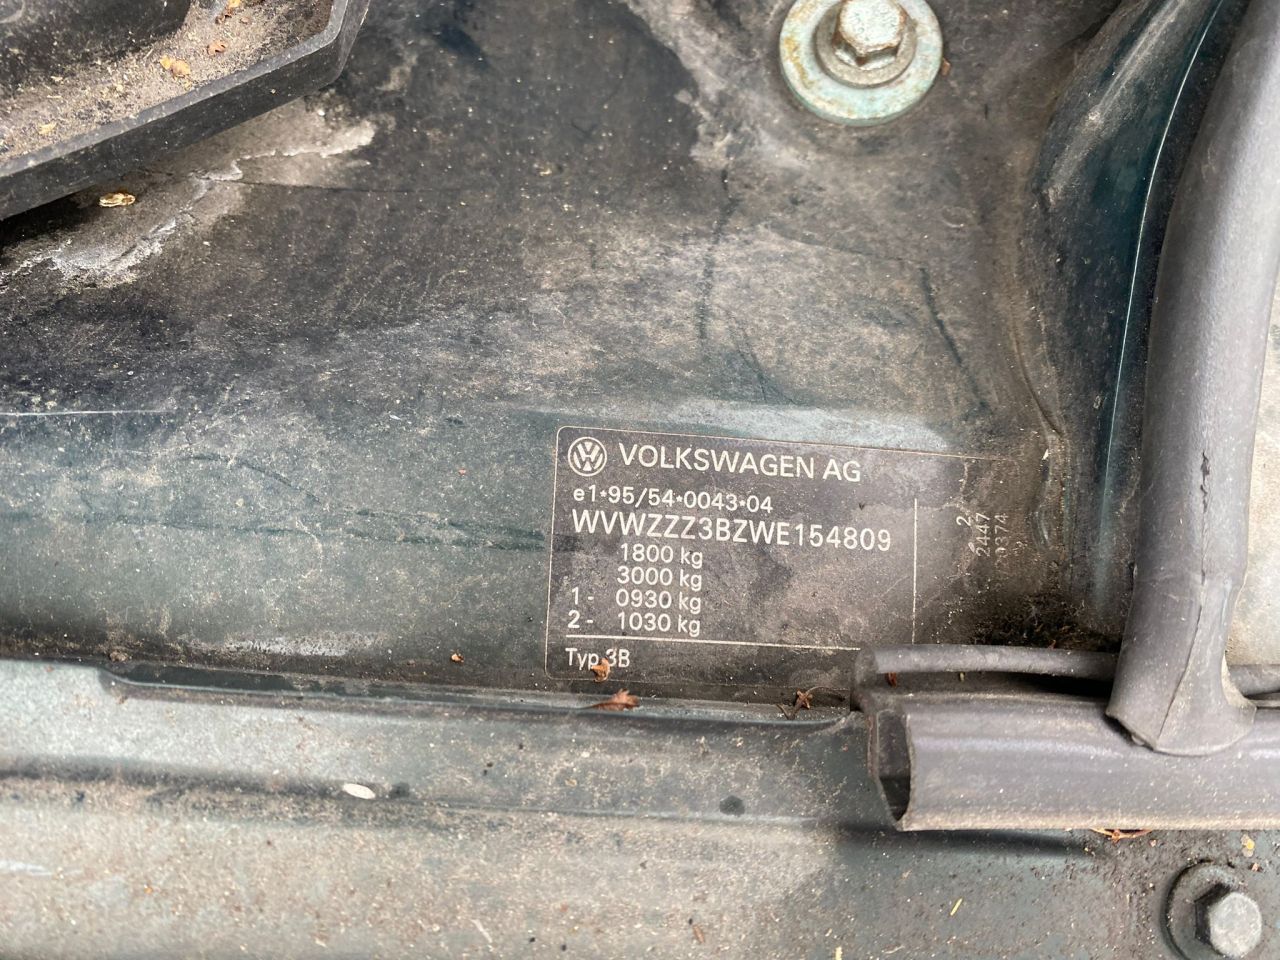 VOLKSWAGEN AG
e1*95/54*0043*04
WVWZZZ3BZWE154809
1800 kg
3000 kg
1- 0930 kg
2- 1030 kg
Typ 3B
2
2447